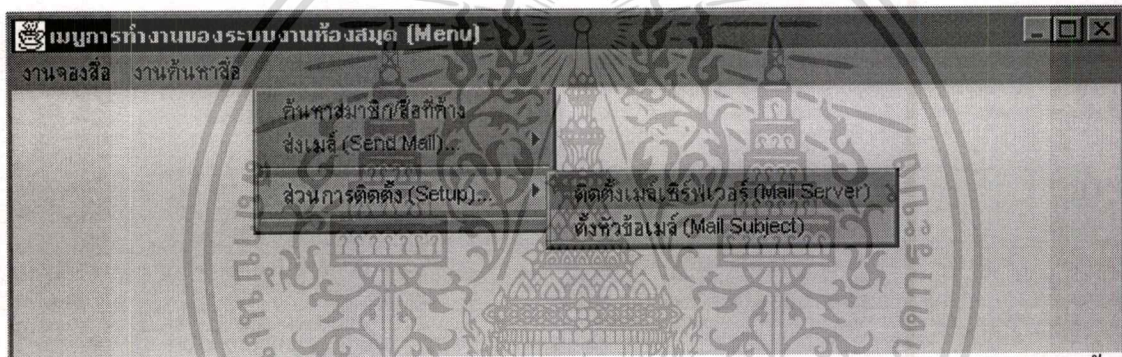 เมนูการทำงานของระบบงานห้องสมุด (Menu)
งานจองสื่อ งานค้นหาสื่อ
ค้นหาสมาชิก/สื่อที่ค้าง
ส่งเมล์ (Send Mail)...
ส่วนการติดตั้ง (Setup)...
ติดตั้งเมล์เซิร์ฟเวอร์ (Mail Server)
ตั้งหัวข้อเมล์ (Mail Subject)